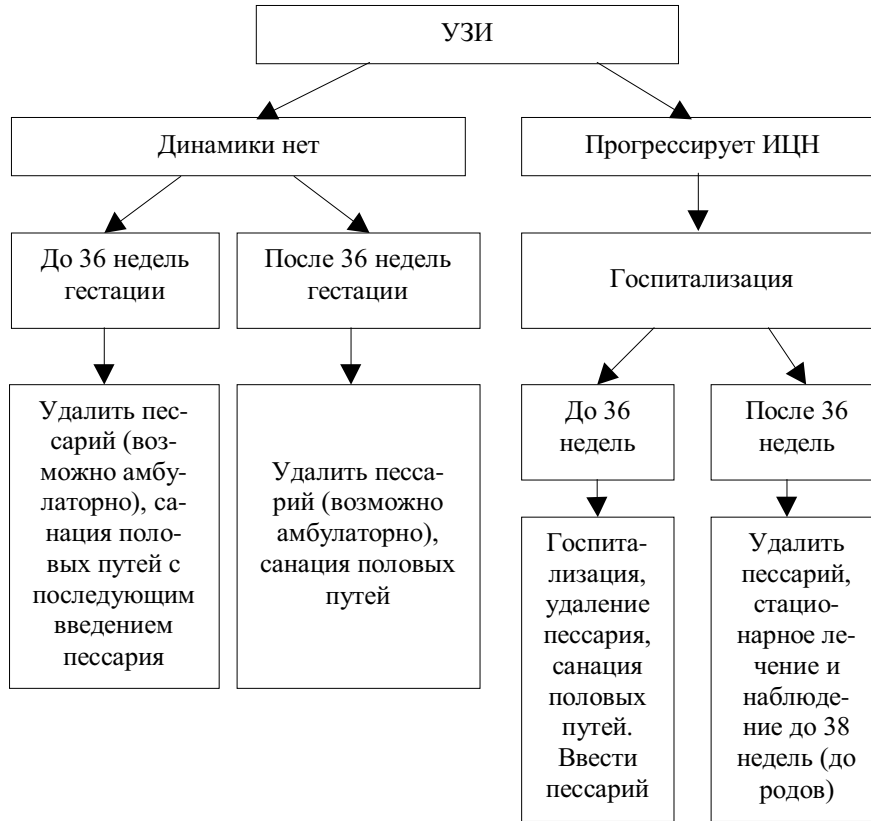 УЗИ
Динамики нет
Прогрессирует ИЦН
До 36 недель
гестации
После 36 недель
гестации
Госпитализация
Удалить пес-
сарий (воз-
можно амбу-
латорно), са-
нация поло-
вых путей с
последующим
введением
пессария
Удалить песса-
рий (возможно
амбулаторно),
санация половых
путей
До 36
недель
После 36
недель
Госпита-
лизация,
удаление
пессария,
санация
половых
путей.
Ввести
пессарий
Удалить
пессарий,
стацио-
нарное ле-
чение и
наблюде-
ние до 38
недель (до
родов)